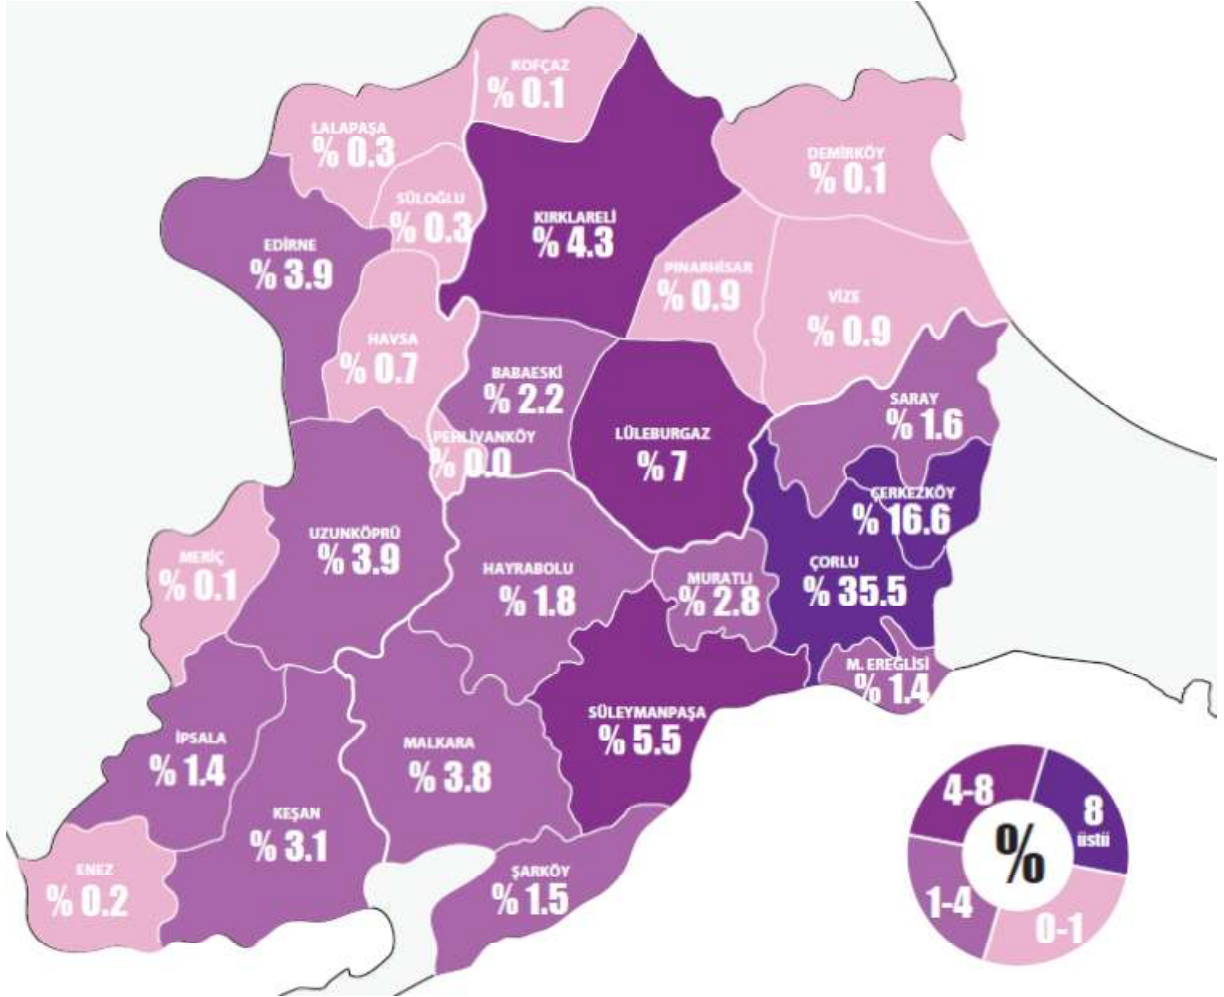 KOFÇAZ
% 0.1
LALAPAŞA
% 0.3
DEMİRKÖY
% 0.1
SÜLOĞLU
% 0.3
KIRKLARELİ
% 4.3
EDİRNE
% 3.9
PINARHİSAR
% 0.9
VİZE
% 0.9
HAVSA
% 0.7
BABAESKİ
% 2.2
SARAY
% 1.6
PEHLİVANKÖY
% 0.0
LÜLEBURGAZ
% 7
ÇERKEZKÖY
% 16.6
UZUNKÖPRÜ
% 3.9
MERİÇ
% 0.1
HAYRABOLU
% 1.8
MURATLI
% 2.8
ÇORLU
% 35.5
M. EREĞLİSİ
% 1.4
SÜLEYMANPAŞA
% 5.5
İPSALA
% 1.4
MALKARA
% 3.8
KEŞAN
% 3.1
ENEZ
% 0.2
ŞARKÖY
% 1.5
4-8
8
üstü
%
1-4
0-1